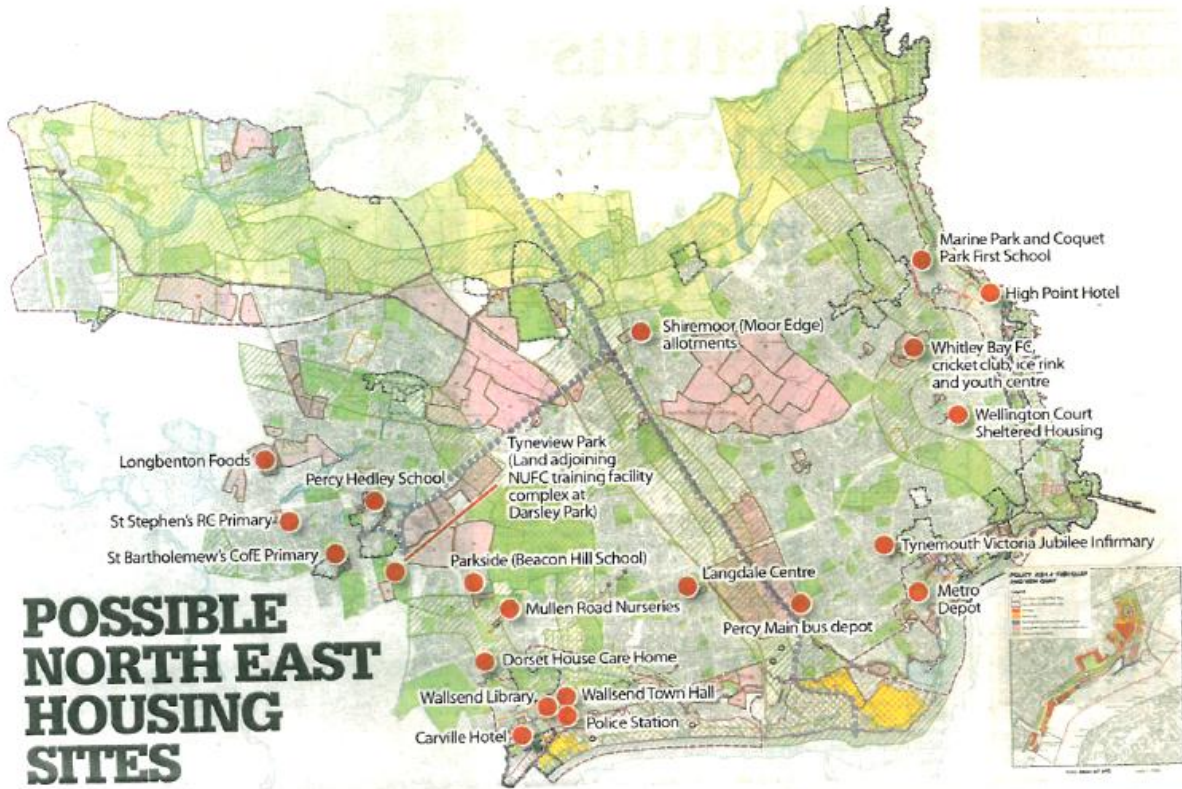 Marine Park and Coquet
Park First School
High Point Hotel
Shiremoor (Moor Edge)
allotments
Whitley Bay FC,
cricket club, ice rink
and youth centre
Wellington Court
Sheltered Housing
Longbenton Foods
Percy Hedley School
Tyneview Park
(Land adjoining
NUFC training facility
complex at
Darsley Park)
St Stephen's RC Primary
St Bartholemew's CofE Primary
Parkside (Beacon Hill School)
Langdale Centre
Tynemouth Victoria Jubilee Infirmary
Mullen Road Nurseries
Percy Main bus depot
Metro
Depot
Dorset House Care Home
Wallsend Library
Wallsend Town Hall
Police Station
Carville Hotel
POSSIBLE
NORTH EAST
HOUSING
SITES